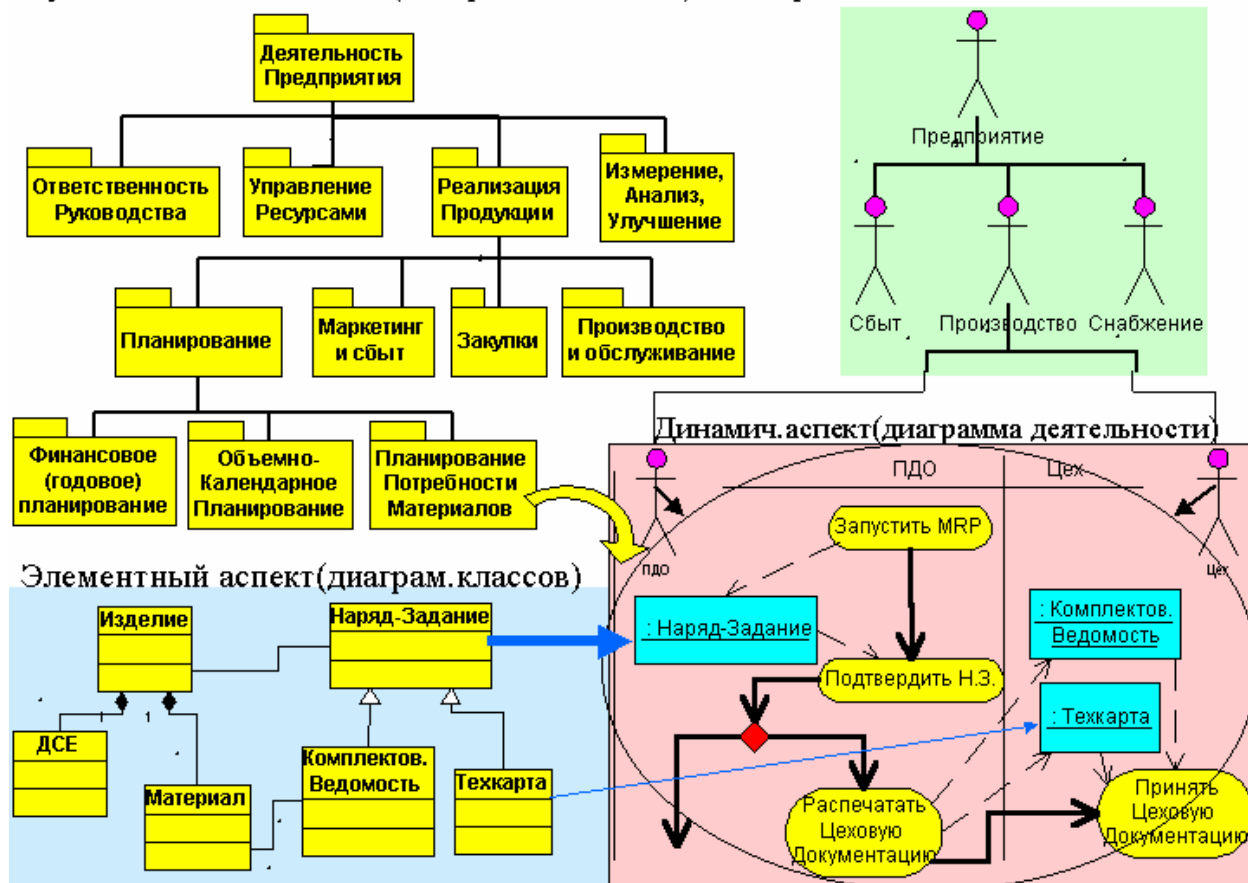 Деятельность
Предприятия
Ответственность
Руководства
Управление
Ресурсами
Реализация
Продукции
Измерение,
Анализ,
Улучшение
Планирование
Маркетинг
и сбыт
Закупки
Производство
и обслуживание
Финансовое
(годовое)
планирование
Объемно-
Календарное
Планирование
Планирование
Потребности
Материалов
Предприятие
Сбыт
Производство
Снабжение
Динамич.аспект(диаграмма деятельности)
ПДО
Цех
ПДО
Цех
Запустить MRP
: Наряд-Задание
Подтвердить Н.З.
: Комплектов.
Ведомость
: Техкарта
Распечатать
Цеховую
Документацию
Принять
Цеховую
Документацию
Элементный аспект(диаграм.классов)
Изделие
Наряд-Задание
1
1
ДСЕ
Материал
Комплектов.
Ведомость
Техкарта